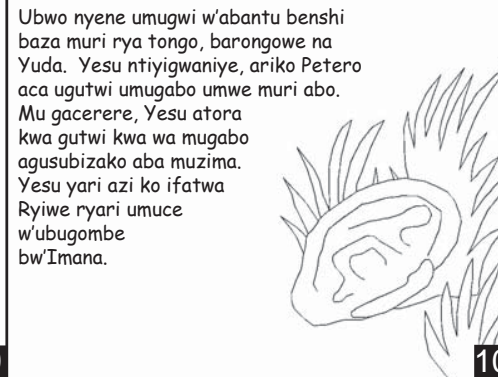 Ubwo nyene umugwi w'abantu benshi
baza muri rya tongo, barongowe na
Yuda. Yesu ntiyigwaniye, ariko Petero
aca ugutwi umugabo umwe muri abo.
Mu gacerere, Yesu atora
kwa gutwi kwa wa mugabo
agusubizako aba muzima.
Yesu yari azi ko ifatwa
Ryiwe ryari umuce
w'ubugombe
bw'Imana.